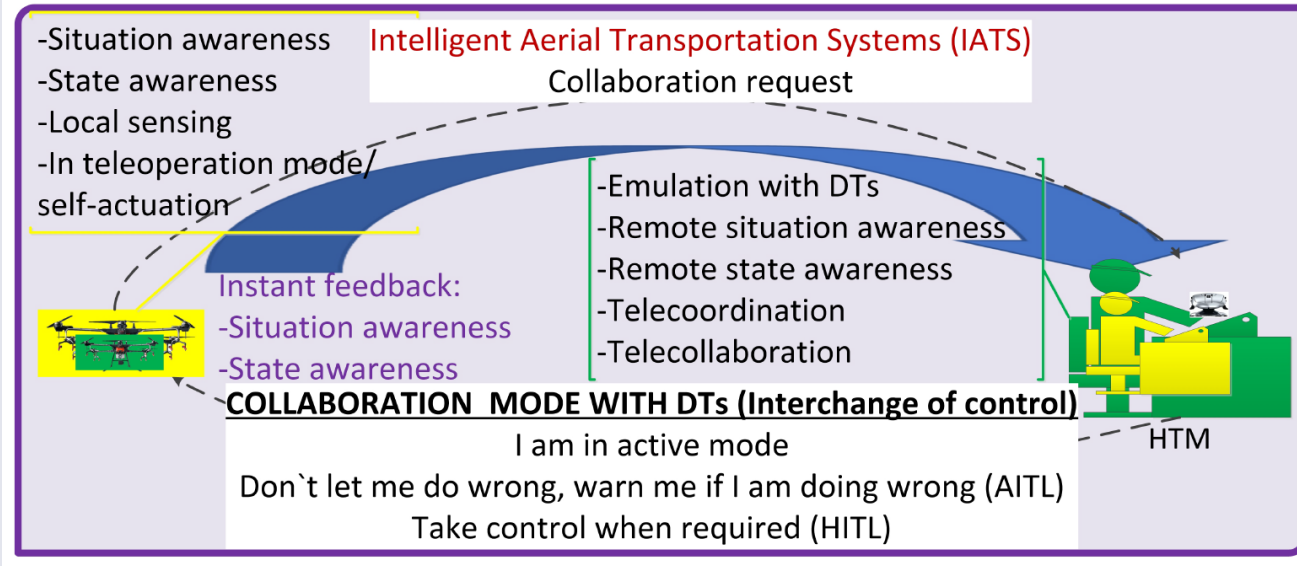 -Situation awareness
-State awareness
-Local sensing
-In teleoperation mode/
self-actuation
Intelligent Aerial Transportation Systems (IATS)
Collaboration request
-Emulation with DTs
-Remote situation awareness
-Remote state awareness
-Telecoordination
-Telecollaboration
Instant feedback:
-Situation awareness
-State awareness
HTM
COLLABORATION MODE WITH DTs (Interchange of control)
I am in active mode
Don`t let me do wrong, warn me if I am doing wrong (AITL)
Take control when required (HITL)